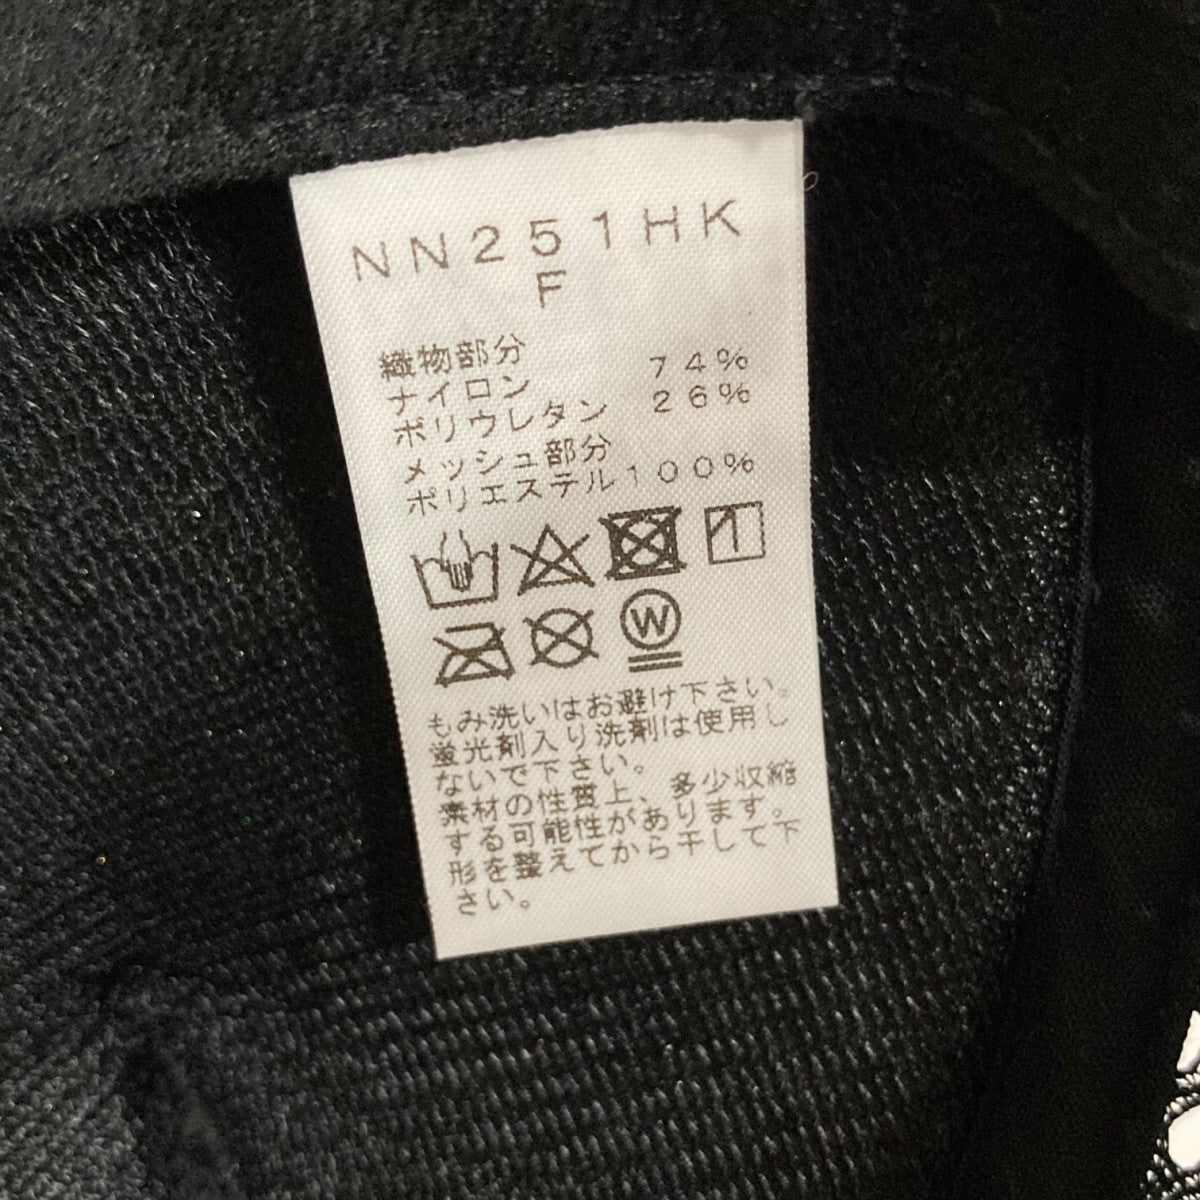 NN251HK
F
織物部分
ナイロン 74%
ポリウレタン 26%
メッシュ部分
ポリエステル100%
W
もみ洗いはお避け下さい。
蛍光剤入り洗剤は使用し
ないで下さい。
素材の性質上、多少収縮
する可能性があります。
形を整えてから干して下
さい。